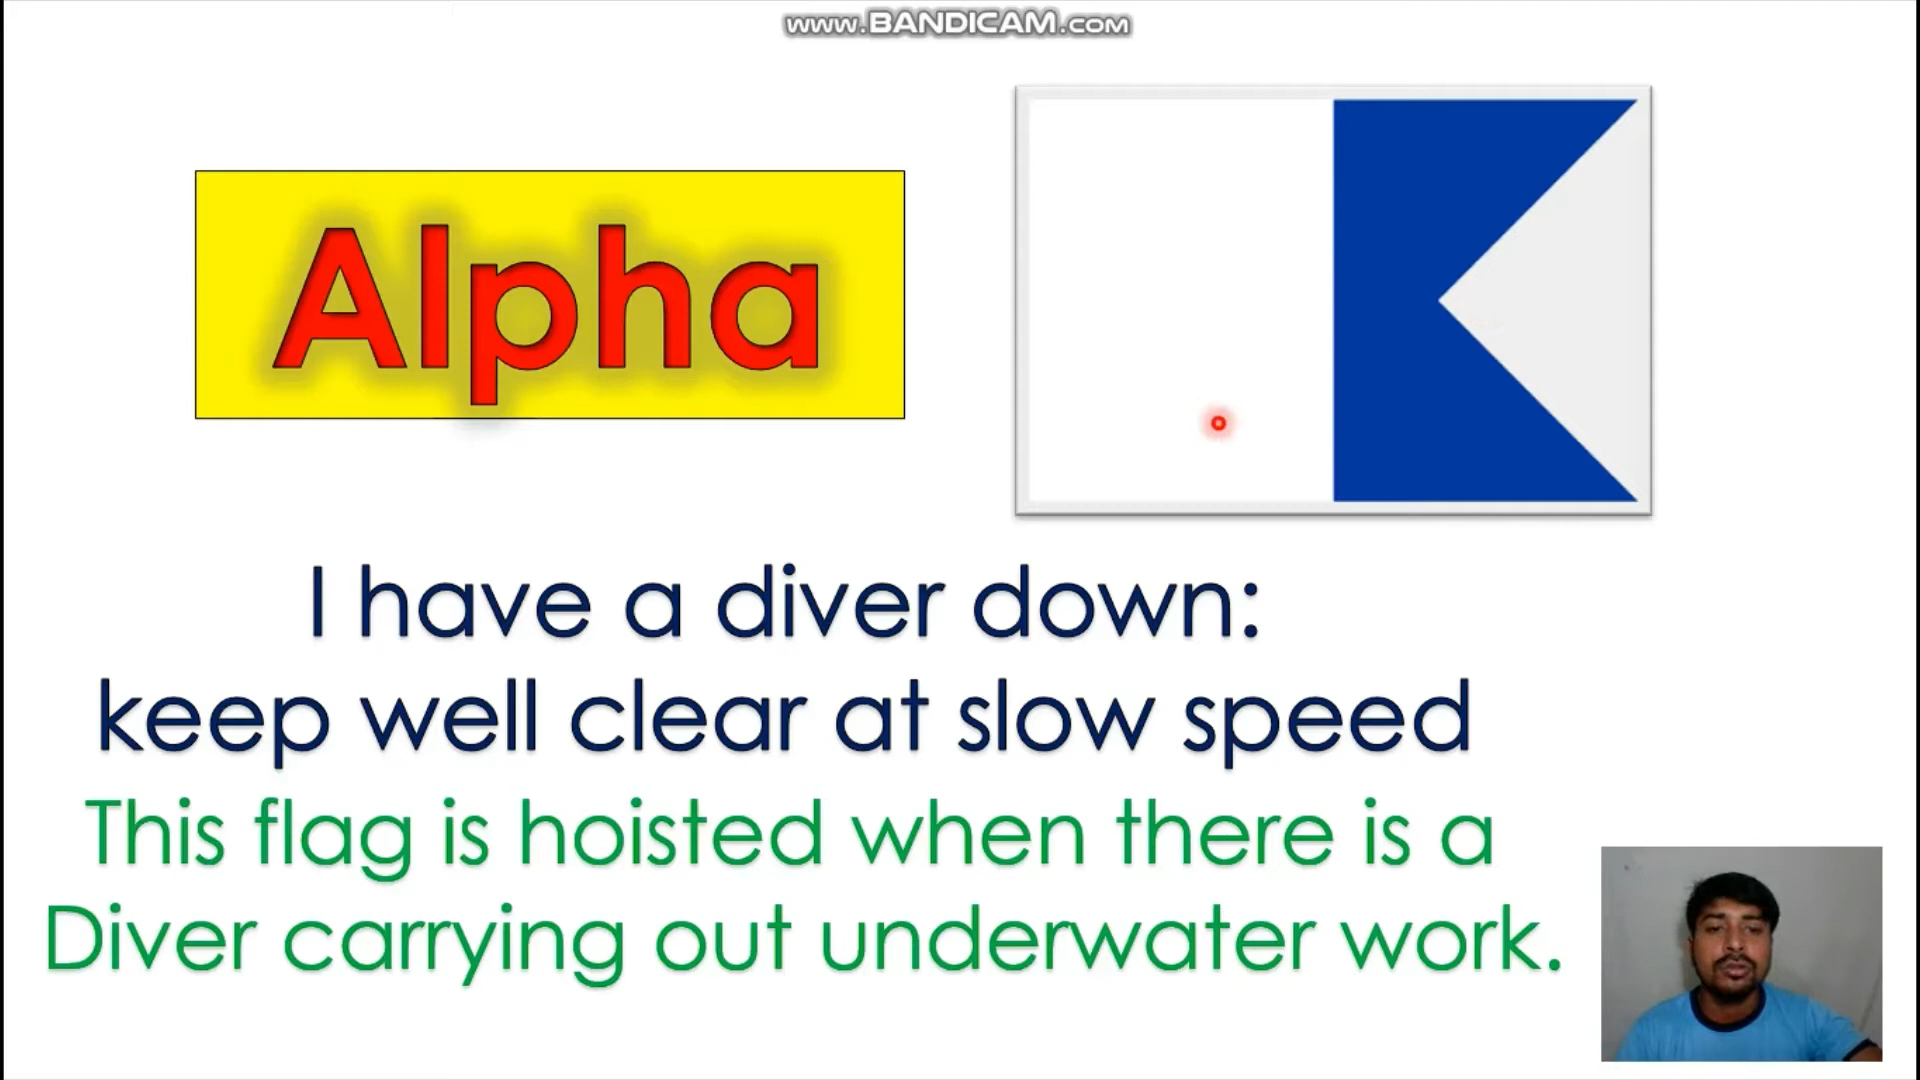 www.BANDICAM.com
Alpha
I have a diver down:
keep well clear at slow speed
This flag is hoisted when there is a
Diver carrying out underwater work.